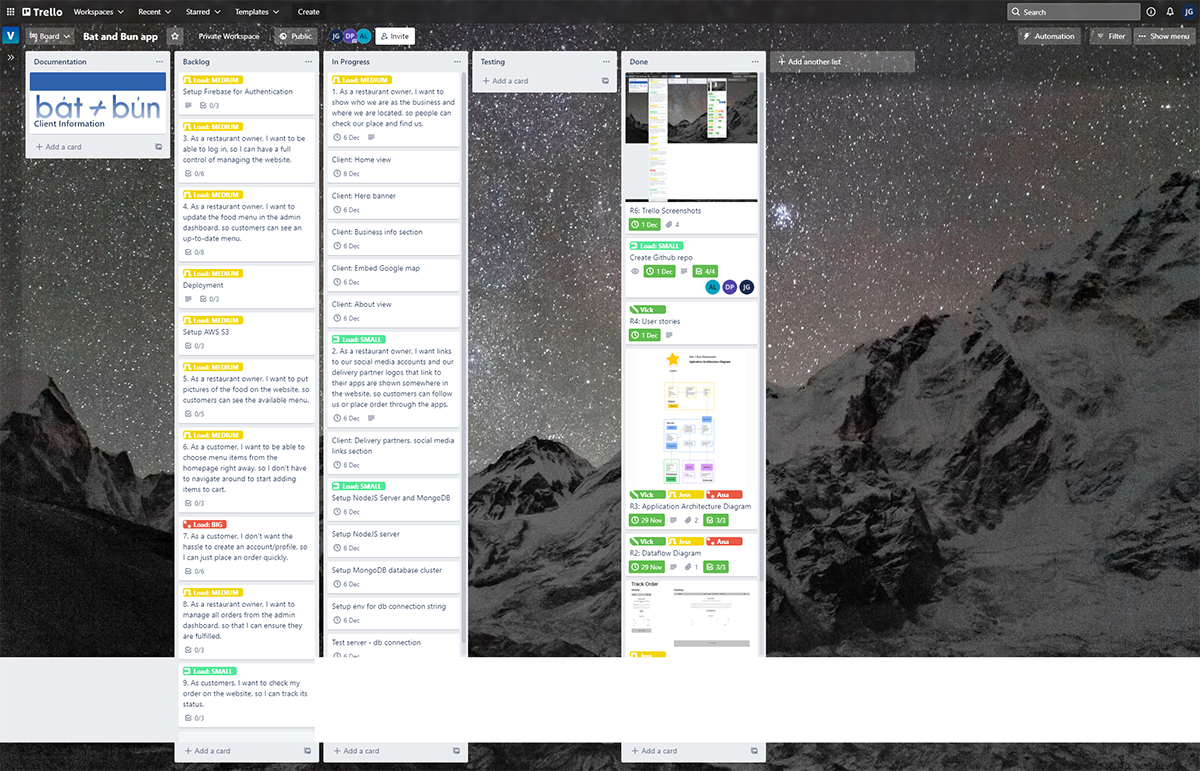 Trello
Workspaces
Recent
Starred
Templates
Create
Search
JG
V
Board
Bat and Bun app
Private Workspace
Public
JG
DP
AL
Invite
Automation
Filter
Show menu
Documentation
bát ≠ bún
Client Information
Add a card
Backlog
Load: MEDIUM
Setup Firebase for Authentication
0/3
Load: MEDIUM
3. As a restaurant owner, I want to be
able to log in, so I can have a full
control of managing the website.
0/6
Load: MEDIUM
4. As a restaurant owner, I want to
update the food menu in the admin
dashboard, so customers can see an
up-to-date menu.
0/8
Load: MEDIUM
Deployment
0/3
Load: MEDIUM
Setup AWS S3
0/3
Load: MEDIUM
5. As a restaurant owner, I want to put
pictures of the food on the website, so
customers can see the available menu.
0/5
Load: MEDIUM
6. As a customer, I want to be able to
choose menu items from the
homepage right away, so I don't have
to navigate around to start adding
items to cart.
0/3
Load: BIG
7. As a customer, I don't want the
hassle to create an account/profile, so
I can just place an order quickly.
0/6
Load: MEDIUM
8. As a restaurant owner, I want to
manage all orders from the admin
dashboard, so that I can ensure they
are fulfilled.
0/3
Load: SMALL
9. As customers, I want to check my
order on the website, so I can track its
status.
0/3
Add a card
In Progress
Load: MEDIUM
1. As a restaurant owner, I want to
show who we are as the business and
where we are located, so people can
check our place and find us.
6 Dec
Client: Home view
6 Dec
Client: Hero banner
6 Dec
Client: Business info section
6 Dec
Client: Embed Google map
6 Dec
Client: About view
6 Dec
Load: SMALL
2. As a restaurant owner, I want links
to our social media accounts and our
delivery partner logos that link to
their apps are shown somewhere in
the website, so customers can follow
us or place order through the apps.
6 Dec
Client: Delivery partners, social media
links section
6 Dec
Load: SMALL
Setup NodeJS Server and MongoDB
6 Dec
Setup NodeJS server
6 Dec
Setup MongoDB database cluster
6 Dec
Setup env for db connection string
6 Dec
Test server - db connection
6 Dec
Add a card
Testing
Add a card
Done
R6: Trello Screenshots
1 Dec
4
Load: SMALL
Create Github repo
1 Dec
4/4
AL
DP
JG
Vick
R4: User stories
1 Dec
Application Architecture Diagram
Vick
Jess
Ana
R3: Application Architecture Diagram
29 Nov
2
3/3
Vick
Jess
Ana
R2: Dataflow Diagram
29 Nov
1
3/3
Track Order
Add a card
Add another list